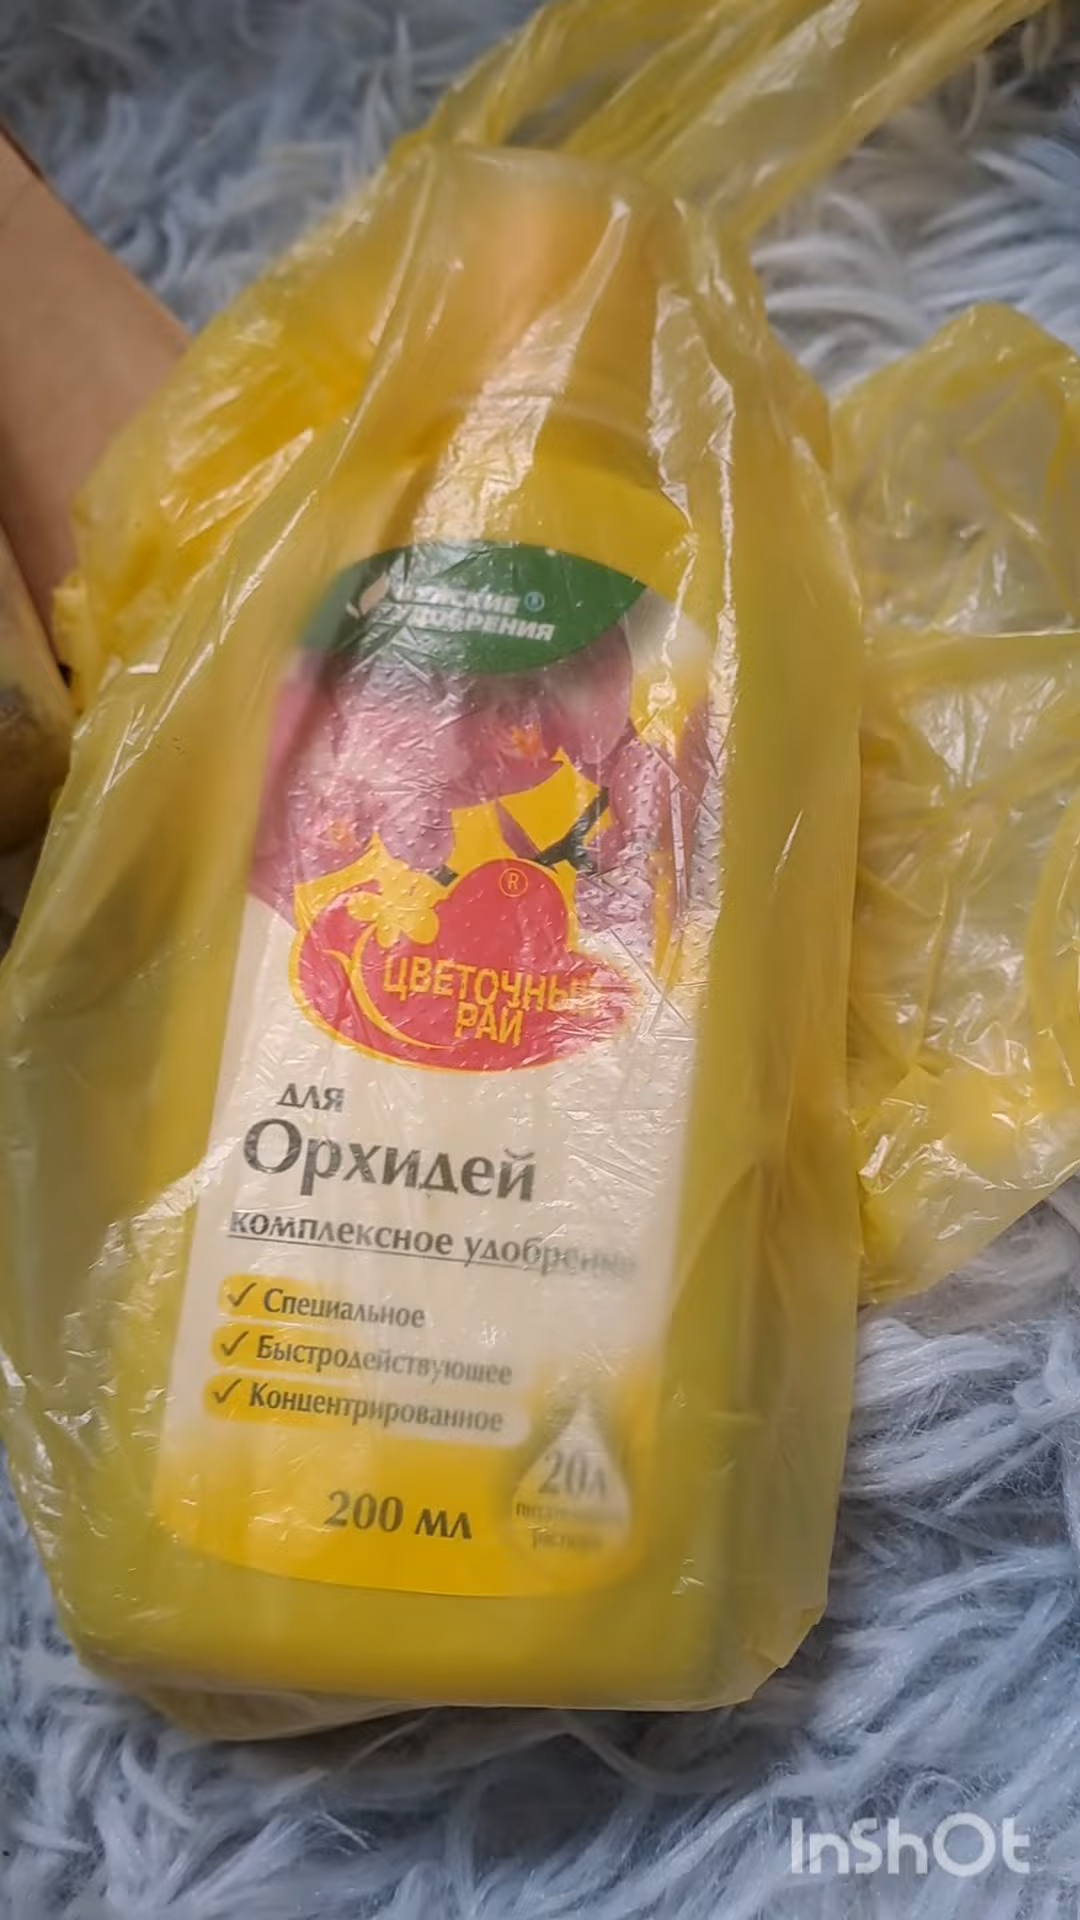 УДОБРЕНИЯ
®
ЦВЕТОЧНЫЙ
РАЙ
для
Орхидей
комплексное удобрение
✓ Специальное
✓ Быстродействующее
✓ Концентрированное
20л
200 мл
InShOt